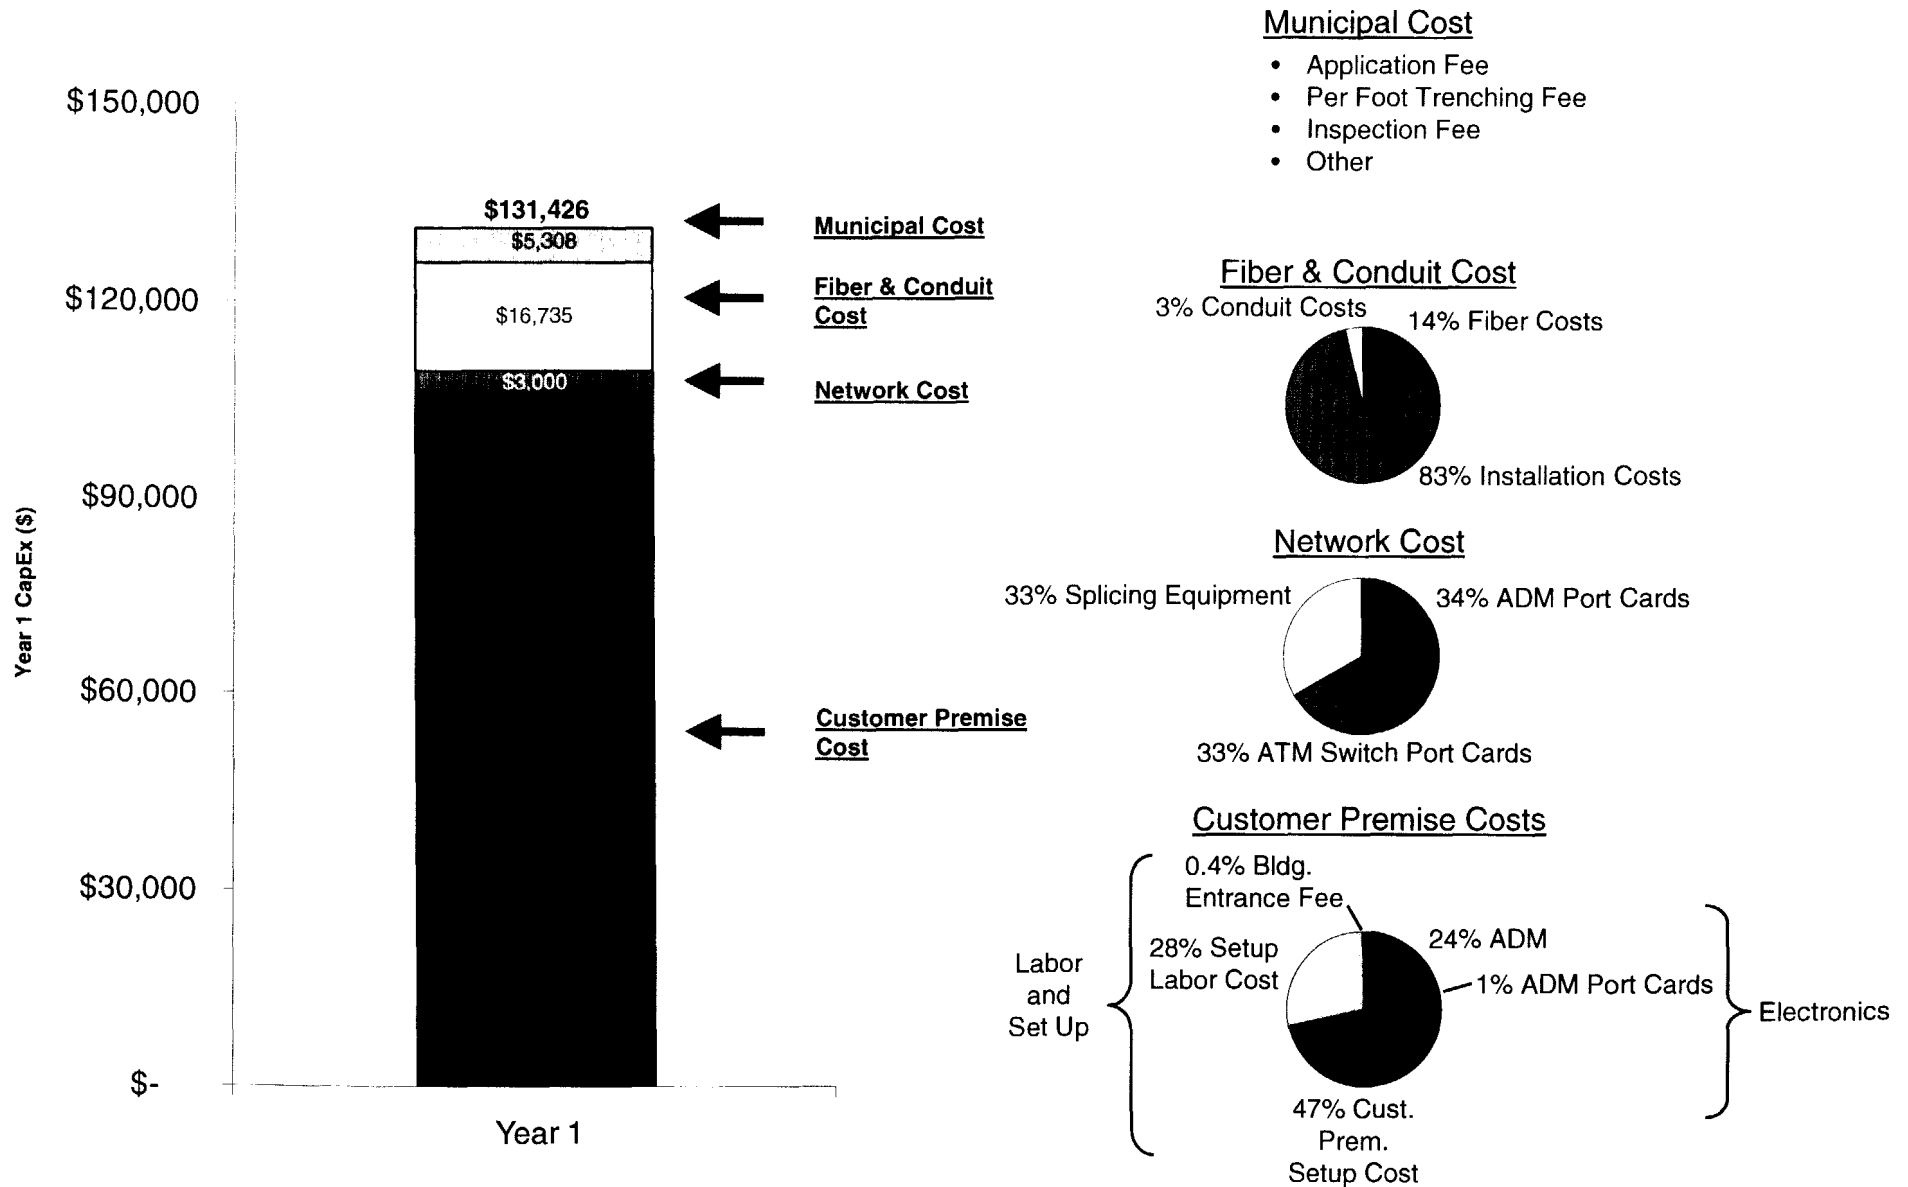 Municipal Cost
• Application Fee
• Per Foot Trenching Fee
• Inspection Fee
• Other
$150,000
$120,000
$90,000
$60,000
$30,000
$-
Year 1 CapEx ($)
$131,426
$5,308
$16,735
$3,000
Year 1
Municipal Cost
Fiber & Conduit
Cost
Network Cost
Customer Premise
Cost
Fiber & Conduit Cost
3% Conduit Costs
14% Fiber Costs
83% Installation Costs
Network Cost
33% Splicing Equipment
34% ADM Port Cards
33% ATM Switch Port Cards
Customer Premise Costs
0.4% Bldg.
Entrance Fee
28% Setup
Labor Cost
24% ADM
1% ADM Port Cards
47% Cust.
Prem.
Setup Cost
Labor
and
Set Up
Electronics